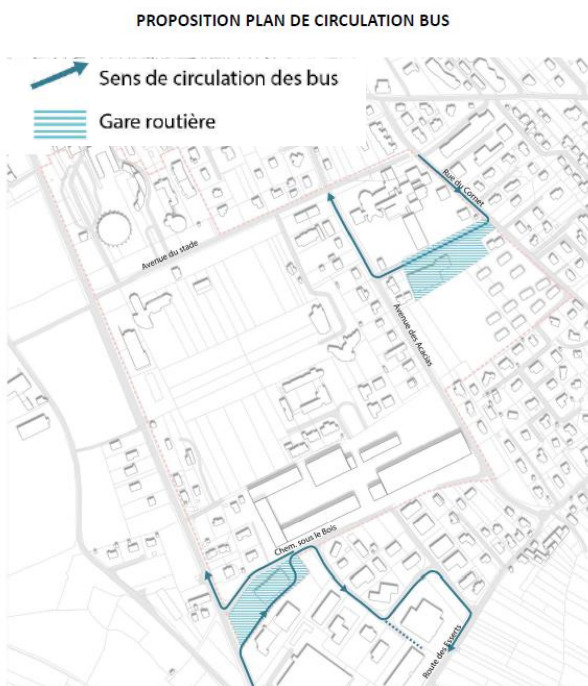 PROPOSITION PLAN DE CIRCULATION BUS
Sens de circulation des bus
Gare routière
Rue du Cornet
Avenue du stade
Avenue des Acacias
Chem. sous le Bois
Route des Esserts